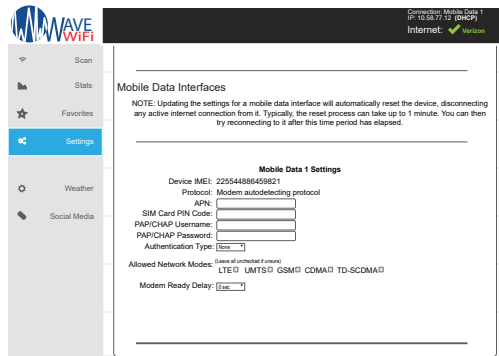 WAVE
WiFi
Connection: Mobile Data 1
IP: 10.58.77.12 (DHCP)
Internet: Verizon
Scan
Stats
Favorites
Settings
Weather
Social Media
Mobile Data Interfaces
NOTE: Updating the settings for a mobile data interface will automatically reset the device, disconnecting
any active internet connection from it. Typically, the reset process can take up to 1 minute. You can then
try reconnecting to it after this time period has elapsed.
Mobile Data 1 Settings
Device IMEI: 225544886459821
Protocol: Modem autodetecting protocol
APN:
SIM Card PIN Code:
PAP/CHAP Username:
PAP/CHAP Password:
Authentication Type: None
Allowed Network Modes: (Leave all unchecked if unsure)
LTE UMTS GSM CDMA TD-SCDMA
Modem Ready Delay: 0 sec